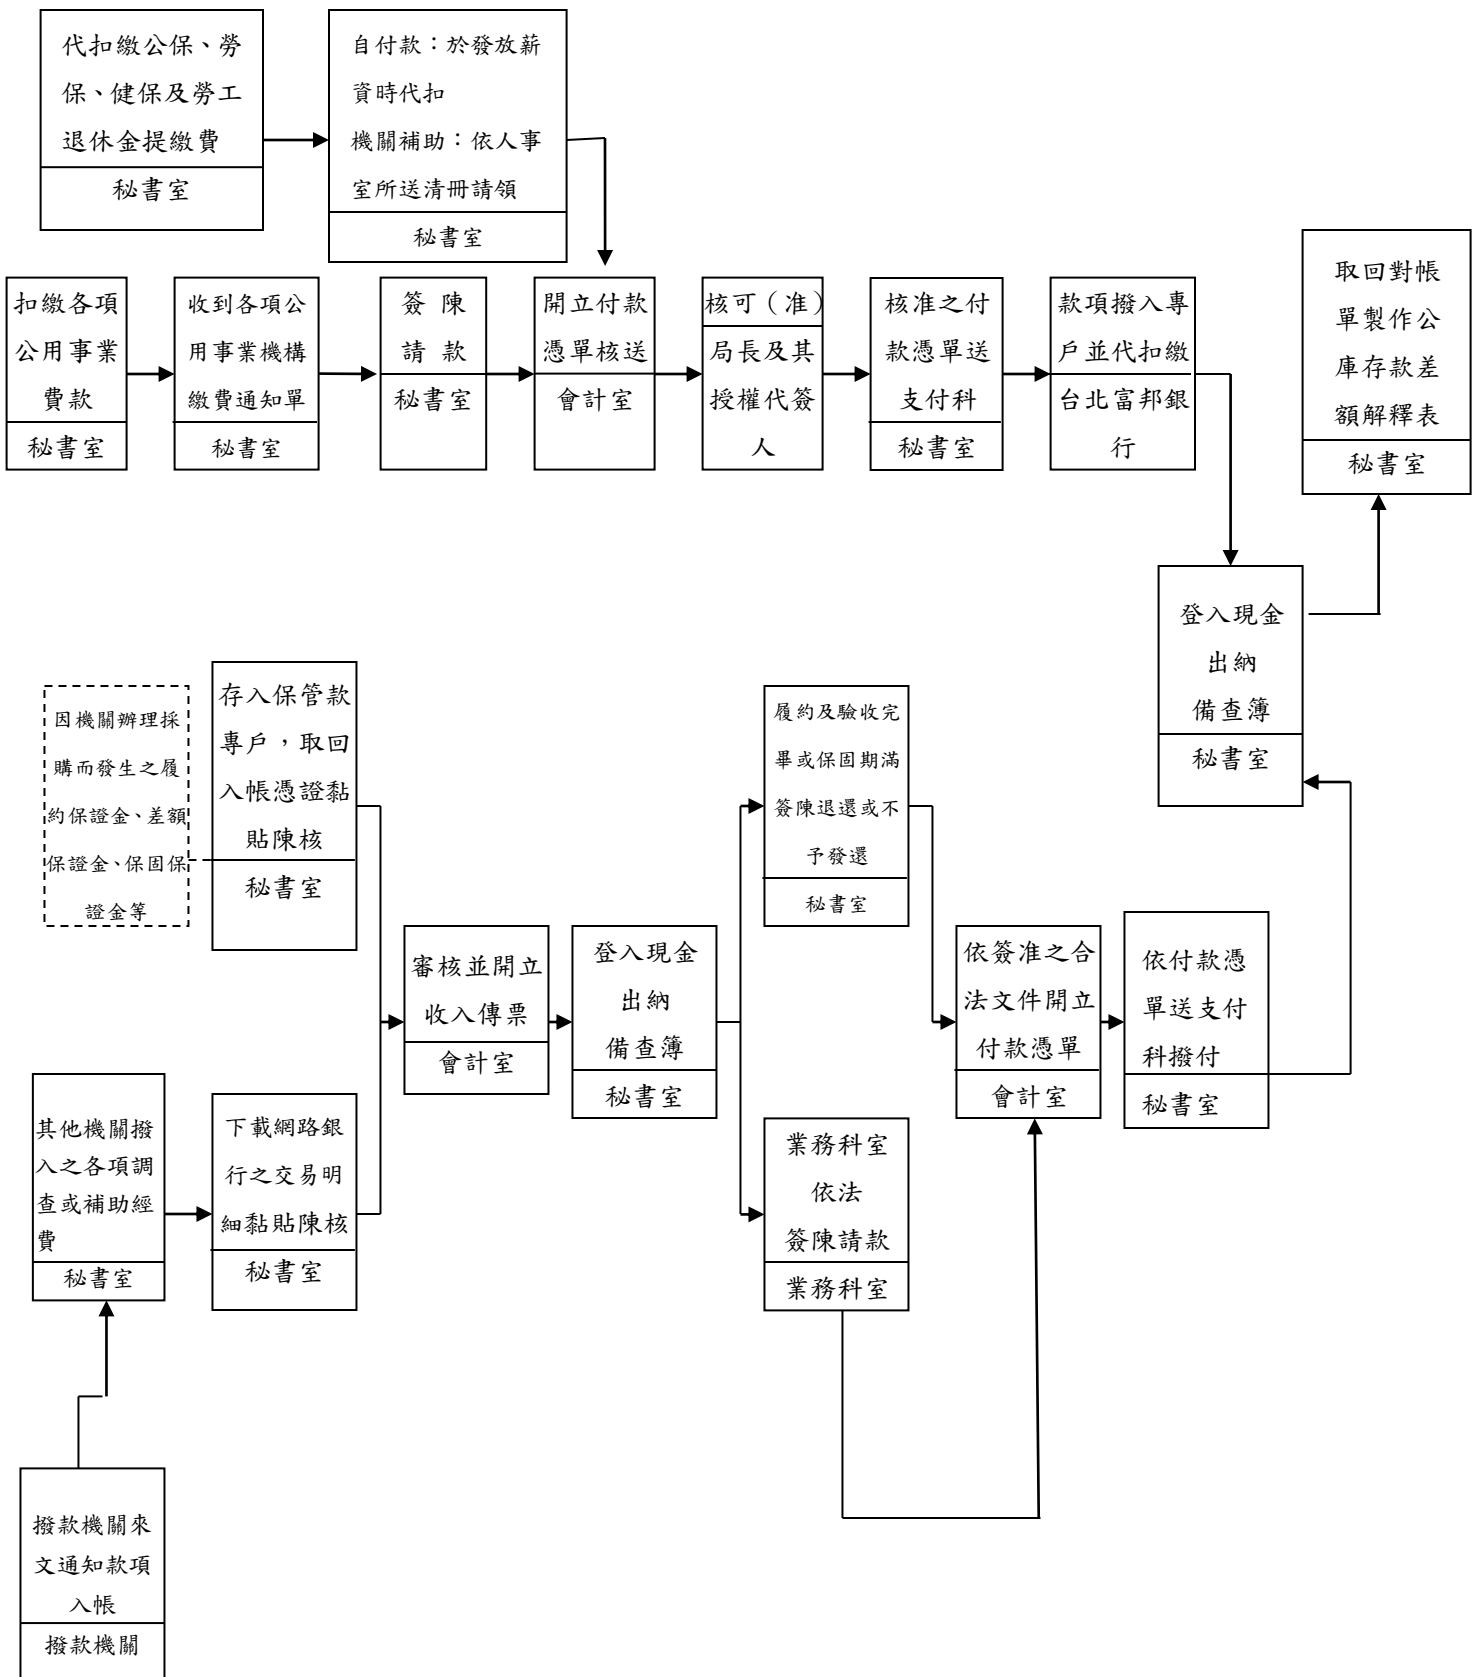 代扣繳公保、勞
保、健保及勞工
退休金提繳費
秘書室
自付款：於發放薪
資時代扣
機關補助：依人事
室所送清冊請領
秘書室
扣繳各項
公用事業
費款
秘書室
收到各項公
用事業機構
繳費通知單
秘書室
簽 陳
請 款
秘書室
開立付款
憑單核送
會計室
核可（准）
局長及其
授權代簽
人
核准之付
款憑單送
支付科
秘書室
款項撥入專
戶並代扣繳
台北富邦銀
行
取回對帳
單製作公
庫存款差
額解釋表
秘書室
登入現金
出納
備查簿
秘書室
因機關辦理採
購而發生之履
約保證金、差額
保證金、保固保
證金等
存入保管款
專戶，取回
入帳憑證黏
貼陳核
秘書室
其他機關撥
入之各項調
查或補助經
費
秘書室
下載網路銀
行之交易明
細黏貼陳核
秘書室
審核並開立
收入傳票
會計室
登入現金
出納
備查簿
秘書室
履約及驗收完
畢或保固期滿
簽陳退還或不
予發還
秘書室
業務科室
依法
簽陳請款
業務科室
依簽准之合
法文件開立
付款憑單
會計室
依付款憑
單送支付
科撥付
秘書室
撥款機關來
文通知款項
入帳
撥款機關